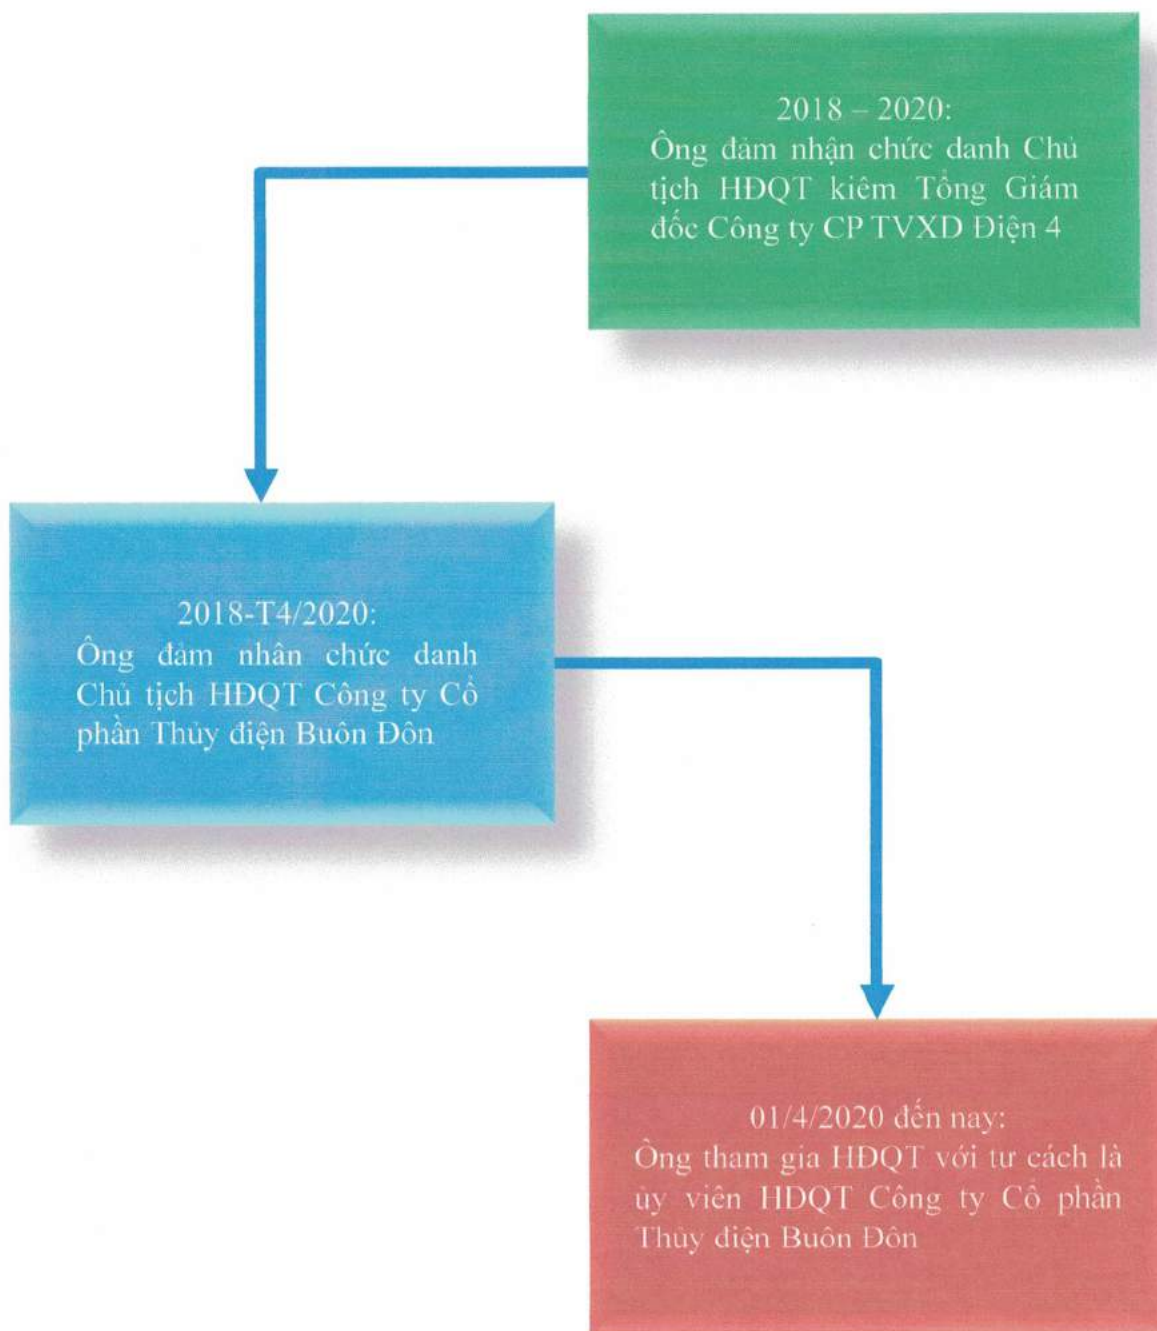 2018 – 2020:
Ông đảm nhận chức danh Chủ
tịch HĐQT kiêm Tổng Giám
đốc Công ty CP TVXD Điện 4
2018-T4/2020:
Ông đảm nhân chức danh
Chủ tịch HĐQT Công ty Cổ
phần Thủy điện Buôn Đôn
01/4/2020 đến nay:
Ông tham gia HĐQT với tư cách là
ủy viên HĐQT Công ty Cổ phần
Thủy điện Buôn Đôn